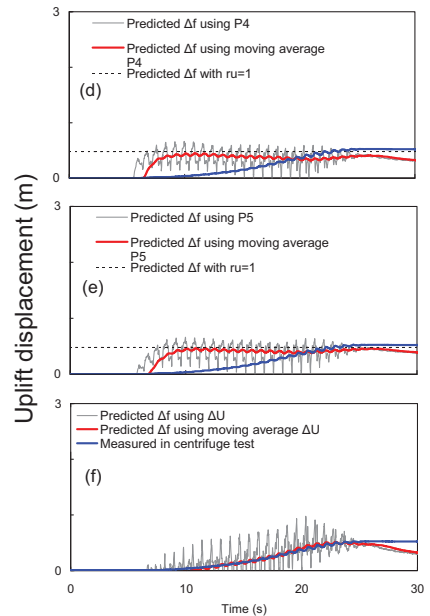 3
Predicted Δf using P4
Predicted Δf using moving average
P4
Predicted Δf with ru=1
(d)
0
3
Predicted Δf using P5
Predicted Δf using moving average
P5
Predicted Δf with ru=1
(e)
0
Uplift displacement (m)
3
Predicted Δf using ΔU
Predicted Δf using moving average ΔU
Measured in centrifuge test
(f)
0
0 10 20 30
Time (s)